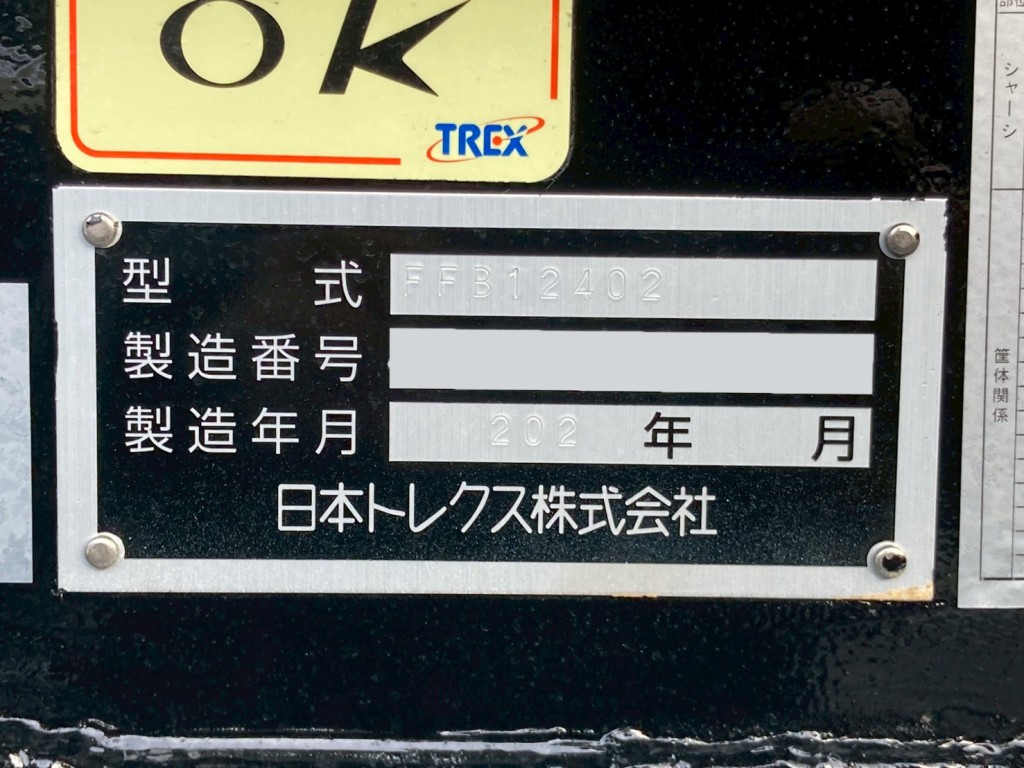 OK
TREX
型式 FFB12402
製造番号
製造年月 202 年 月
日本トレクス株式会社
シャーシ
筐体関係